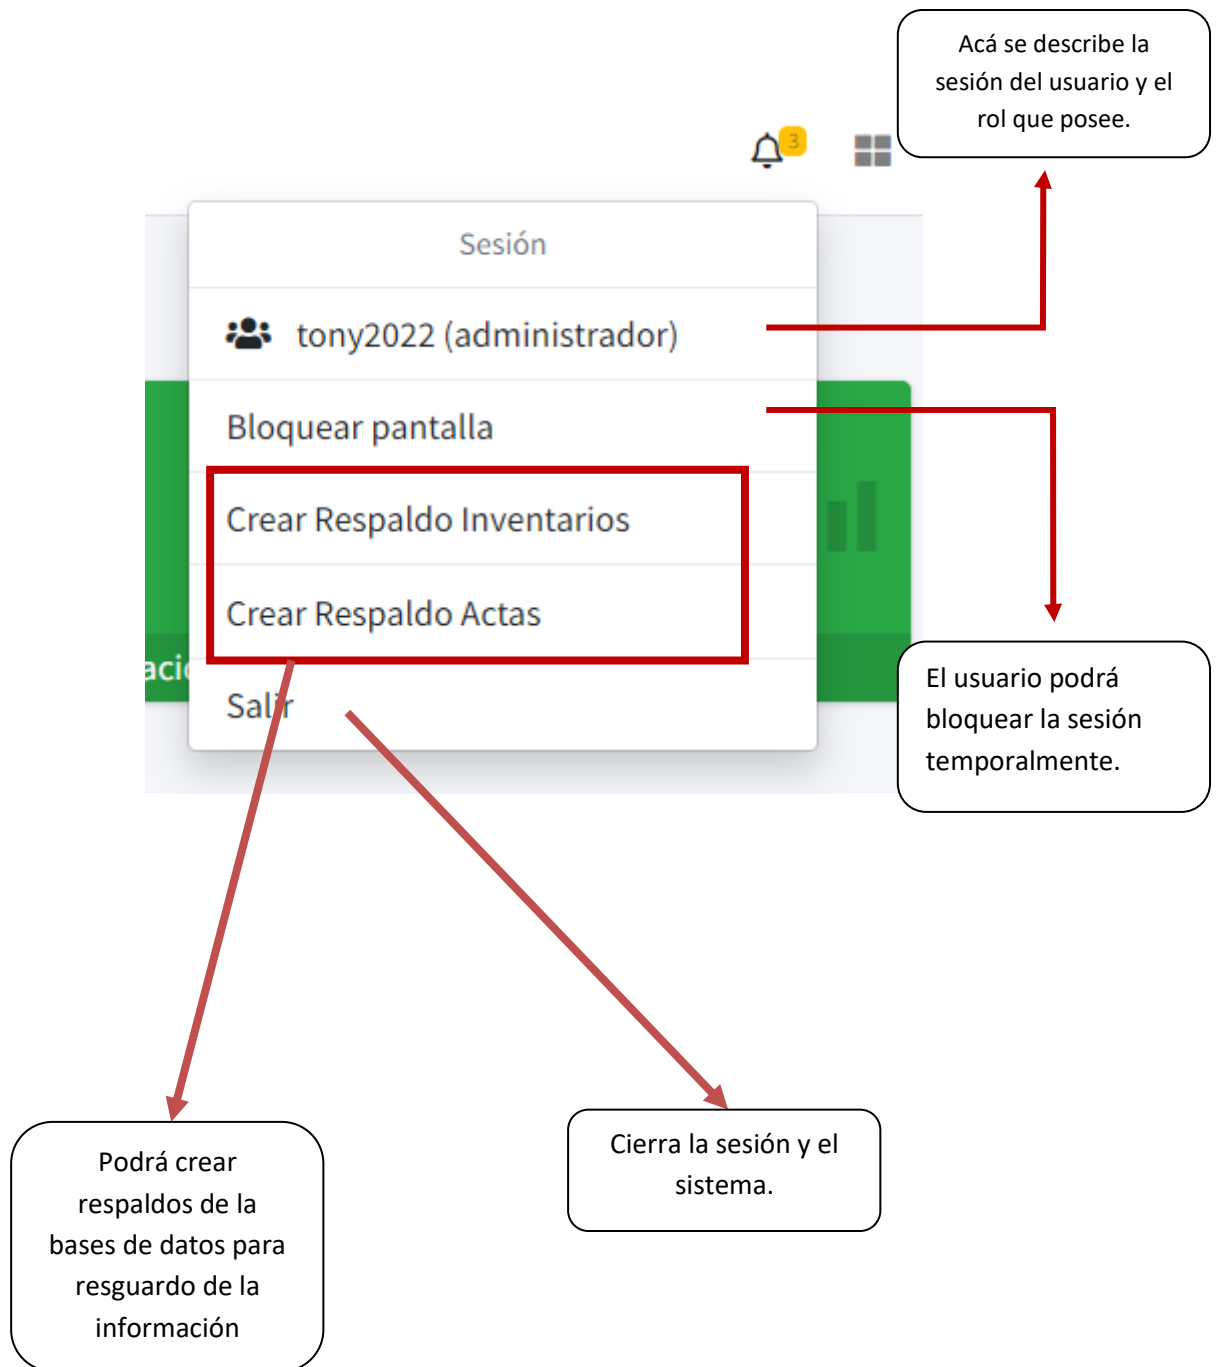 Acá se describe la
sesión del usuario y el
rol que posee.
3
Sesión
tony2022 (administrador)
Bloquear pantalla
Crear Respaldo Inventarios
Crear Respaldo Actas
acio
Salir
El usuario podrá
bloquear la sesión
temporalmente.
Podrá crear
respaldos de la
bases de datos para
resguardo de la
información
Cierra la sesión y el
sistema.